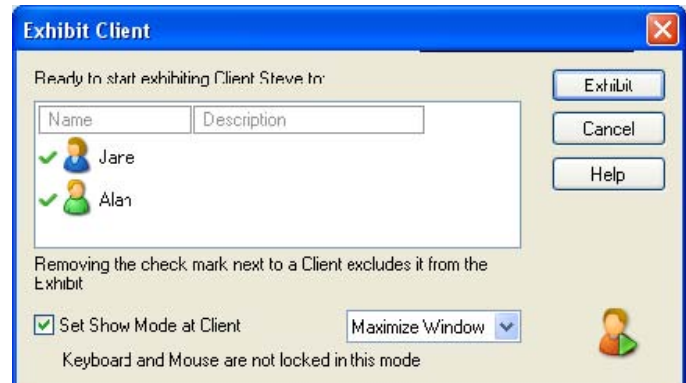 Exhibit Client
Ready to start exhibiting Client Steve to:
Exhibit
Name Description
Cancel
Jane
Help
Alan
Removing the check mark next to a Client excludes it from the
Exhibit
Set Show Mode at Client Maximize Window
Keyboard and Mouse are not locked in this mode